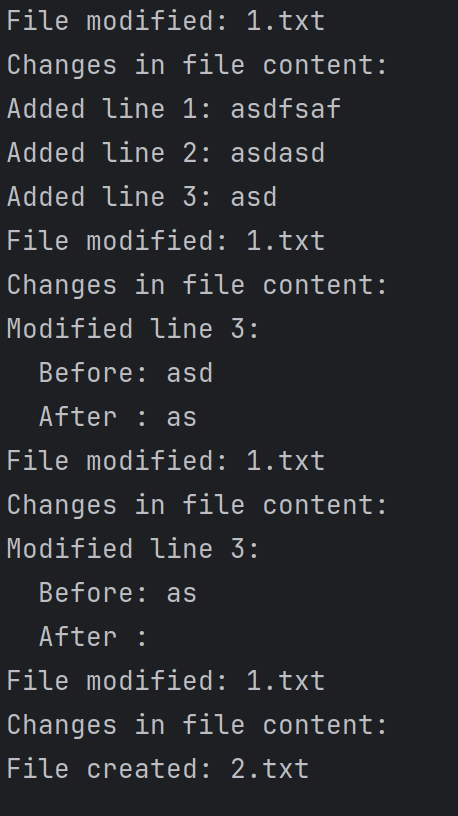 File modified: 1.txt
Changes in file content:
Added line 1: asdfsaf
Added line 2: asdasd
Added line 3: asd
File modified: 1.txt
Changes in file content:
Modified line 3:
  Before: asd
  After : as
File modified: 1.txt
Changes in file content:
Modified line 3:
  Before: as
  After :
File modified: 1.txt
Changes in file content:
File created: 2.txt